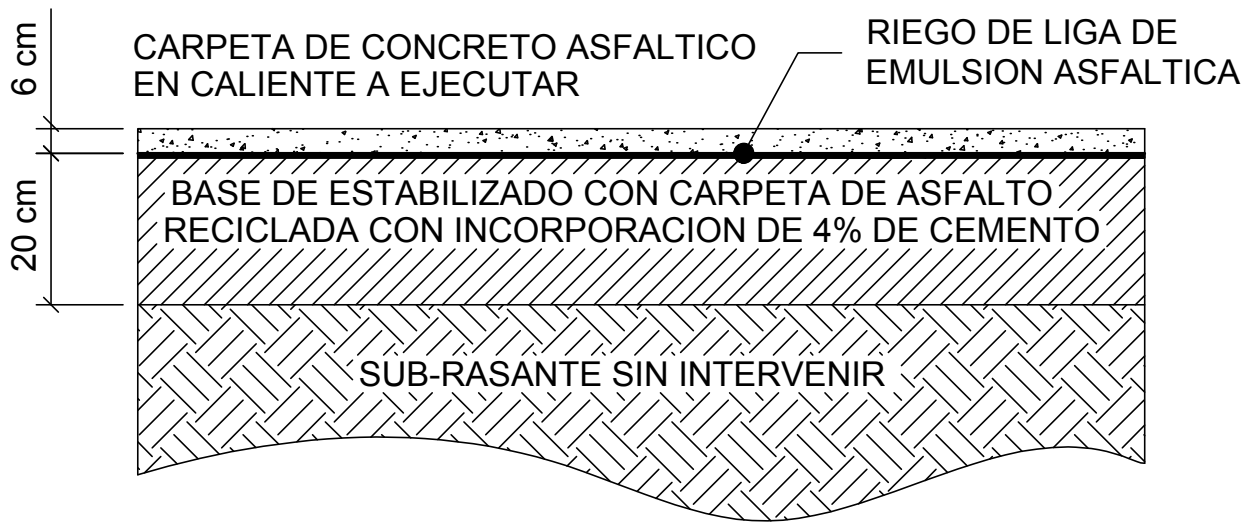 6 cm
CARPETA DE CONCRETO ASFALTICO
EN CALIENTE A EJECUTAR
RIEGO DE LIGA DE
EMULSION ASFALTICA
20 cm
BASE DE ESTABILIZADO CON CARPETA DE ASFALTO
RECICLADA CON INCORPORACION DE 4% DE CEMENTO
SUB-RASANTE SIN INTERVENIR